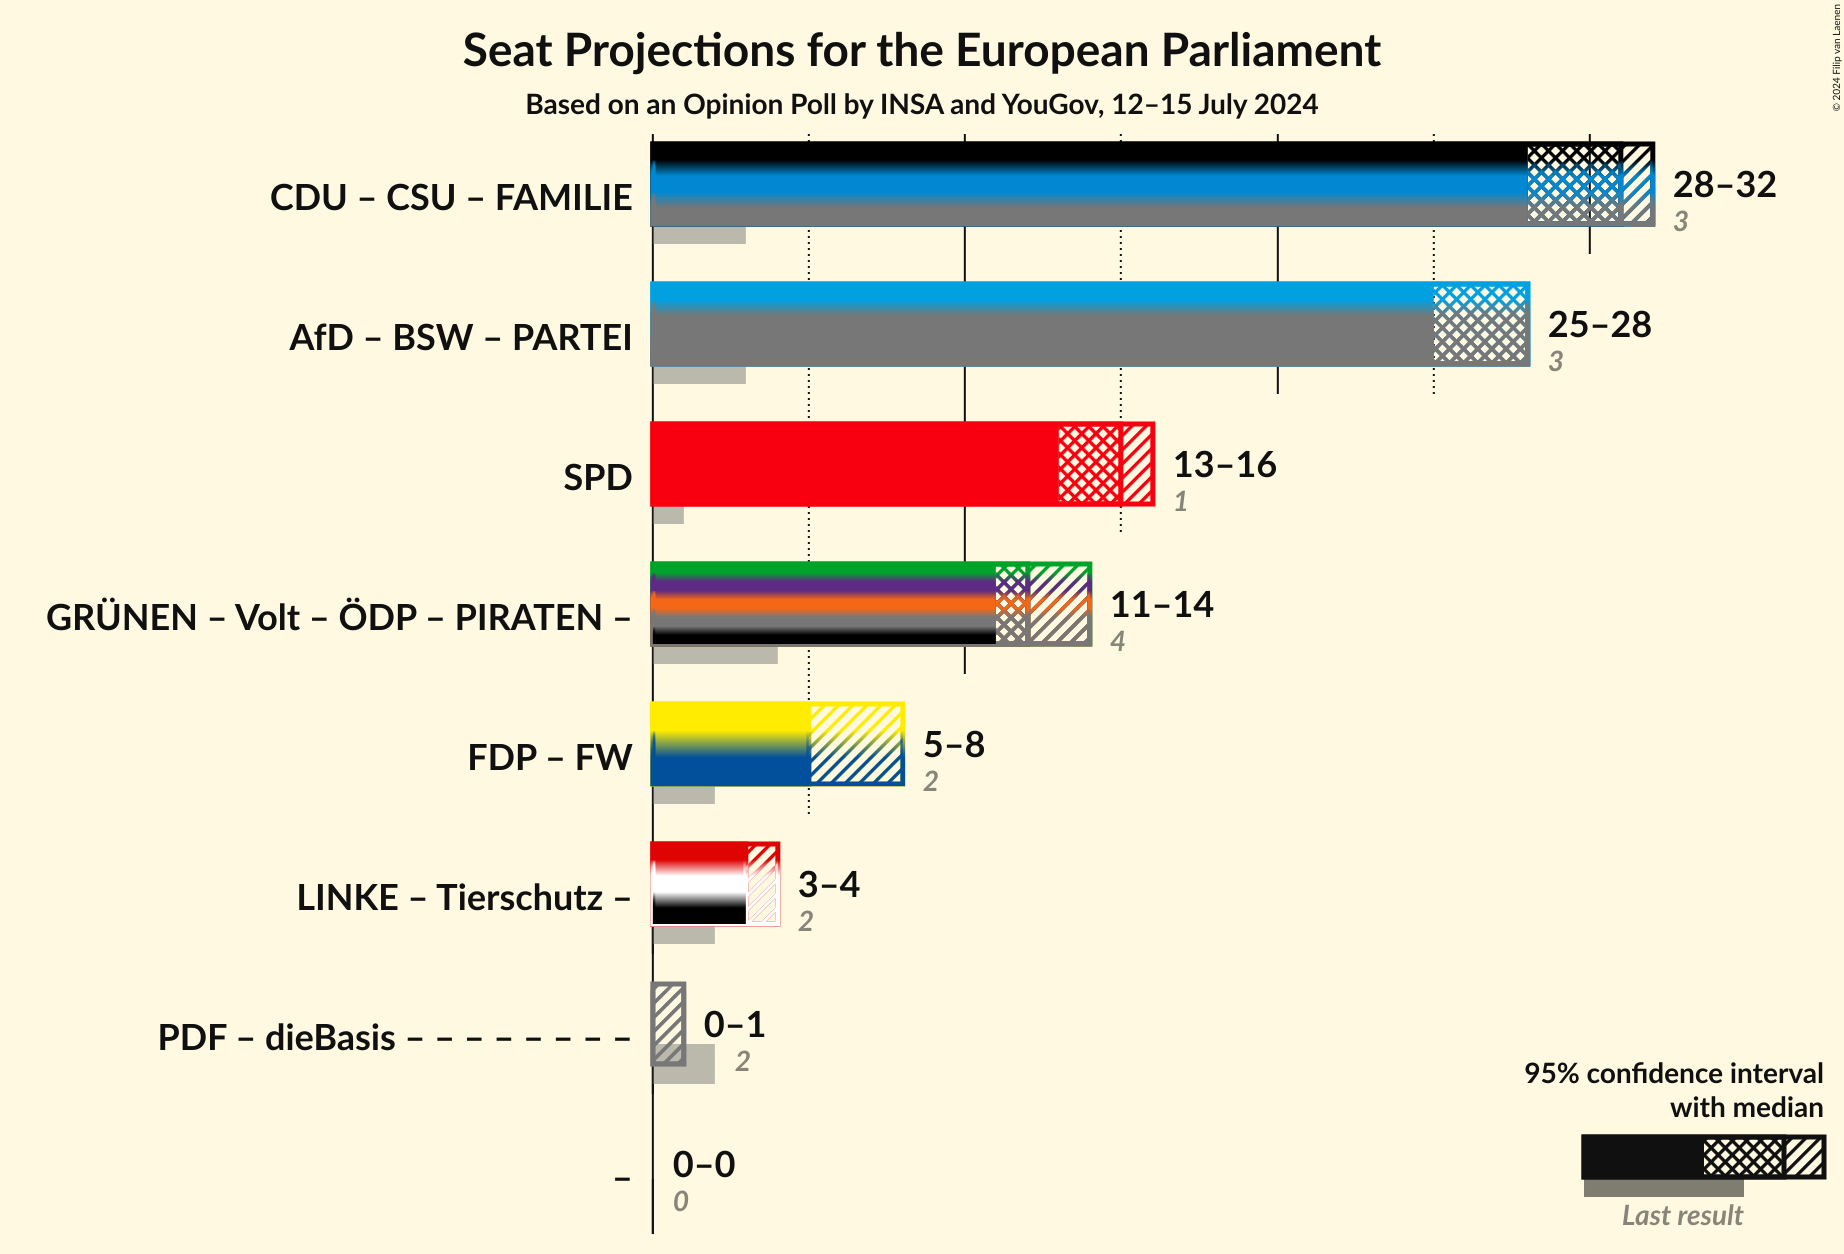 Seat Projections for the European Parliament
Based on an Opinion Poll by INSA and YouGov, 12–15 July 2024
© 2024 Filip van Laenen
CDU – CSU – FAMILIE
28–32
3
AfD – BSW – PARTEI
25–28
3
SPD
13–16
1
GRÜNEN – Volt – ÖDP – PIRATEN –
11–14
4
FDP – FW
5–8
2
LINKE – Tierschutz –
3–4
2
PDF – dieBasis – – – – – – – –
0–1
2
–
0–0
0
95% confidence interval
with median
Last result